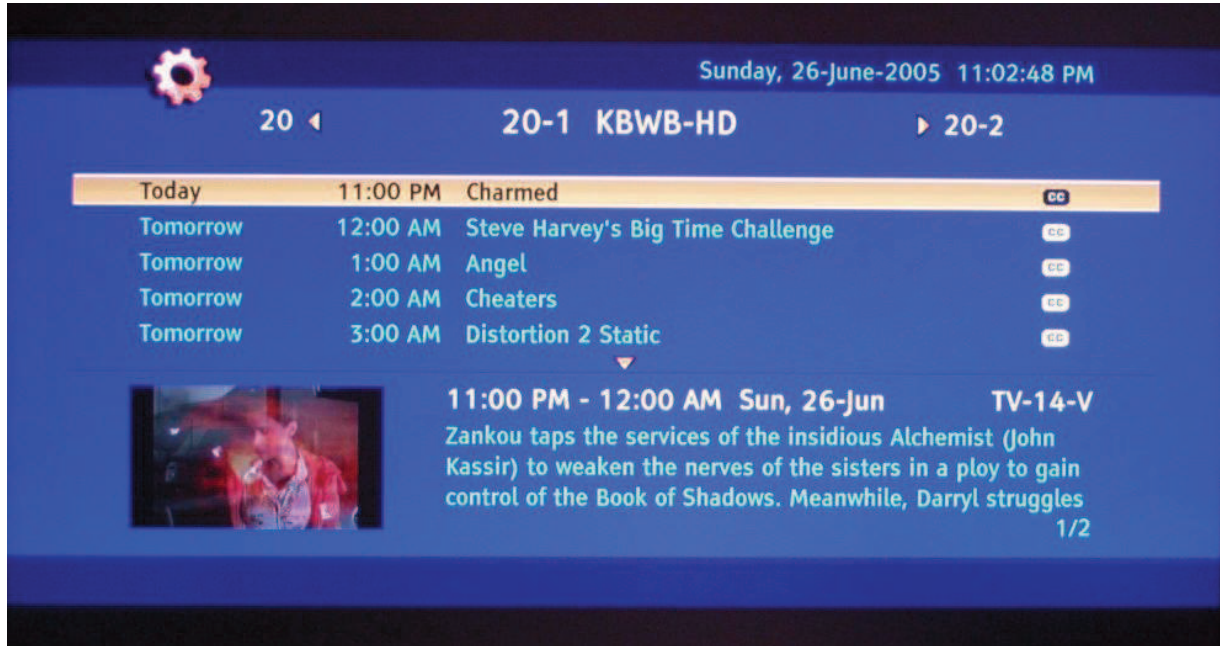 Sunday, 26-June-2005 11:02:48 PM
20 20-1 KBWB-HD 20-2
Today 11:00 PM Charmed CC
Tomorrow 12:00 AM Steve Harvey's Big Time Challenge CC
Tomorrow 1:00 AM Angel CC
Tomorrow 2:00 AM Cheaters CC
Tomorrow 3:00 AM Distortion 2 Static CC
11:00 PM - 12:00 AM Sun, 26-Jun TV-14-V
Zankou taps the services of the insidious Alchemist (John
Kassir) to weaken the nerves of the sisters in a ploy to gain
control of the Book of Shadows. Meanwhile, Darryl struggles
1/2